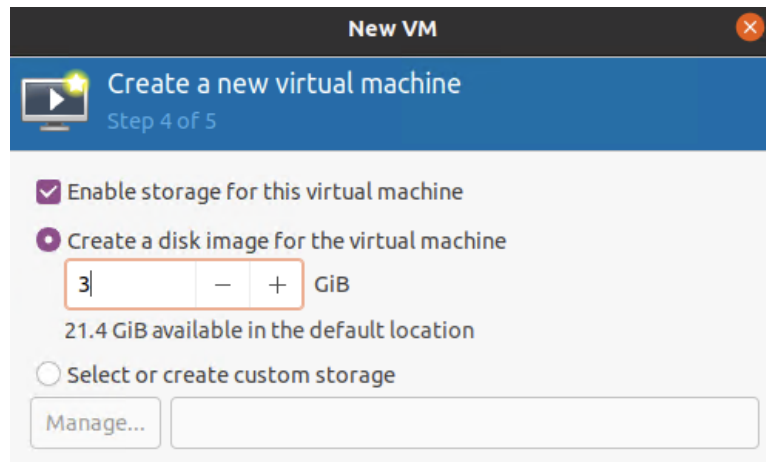 New VM
Create a new virtual machine
Step 4 of 5
Enable storage for this virtual machine
Create a disk image for the virtual machine
3 − + GiB
21.4 GiB available in the default location
Select or create custom storage
Manage...